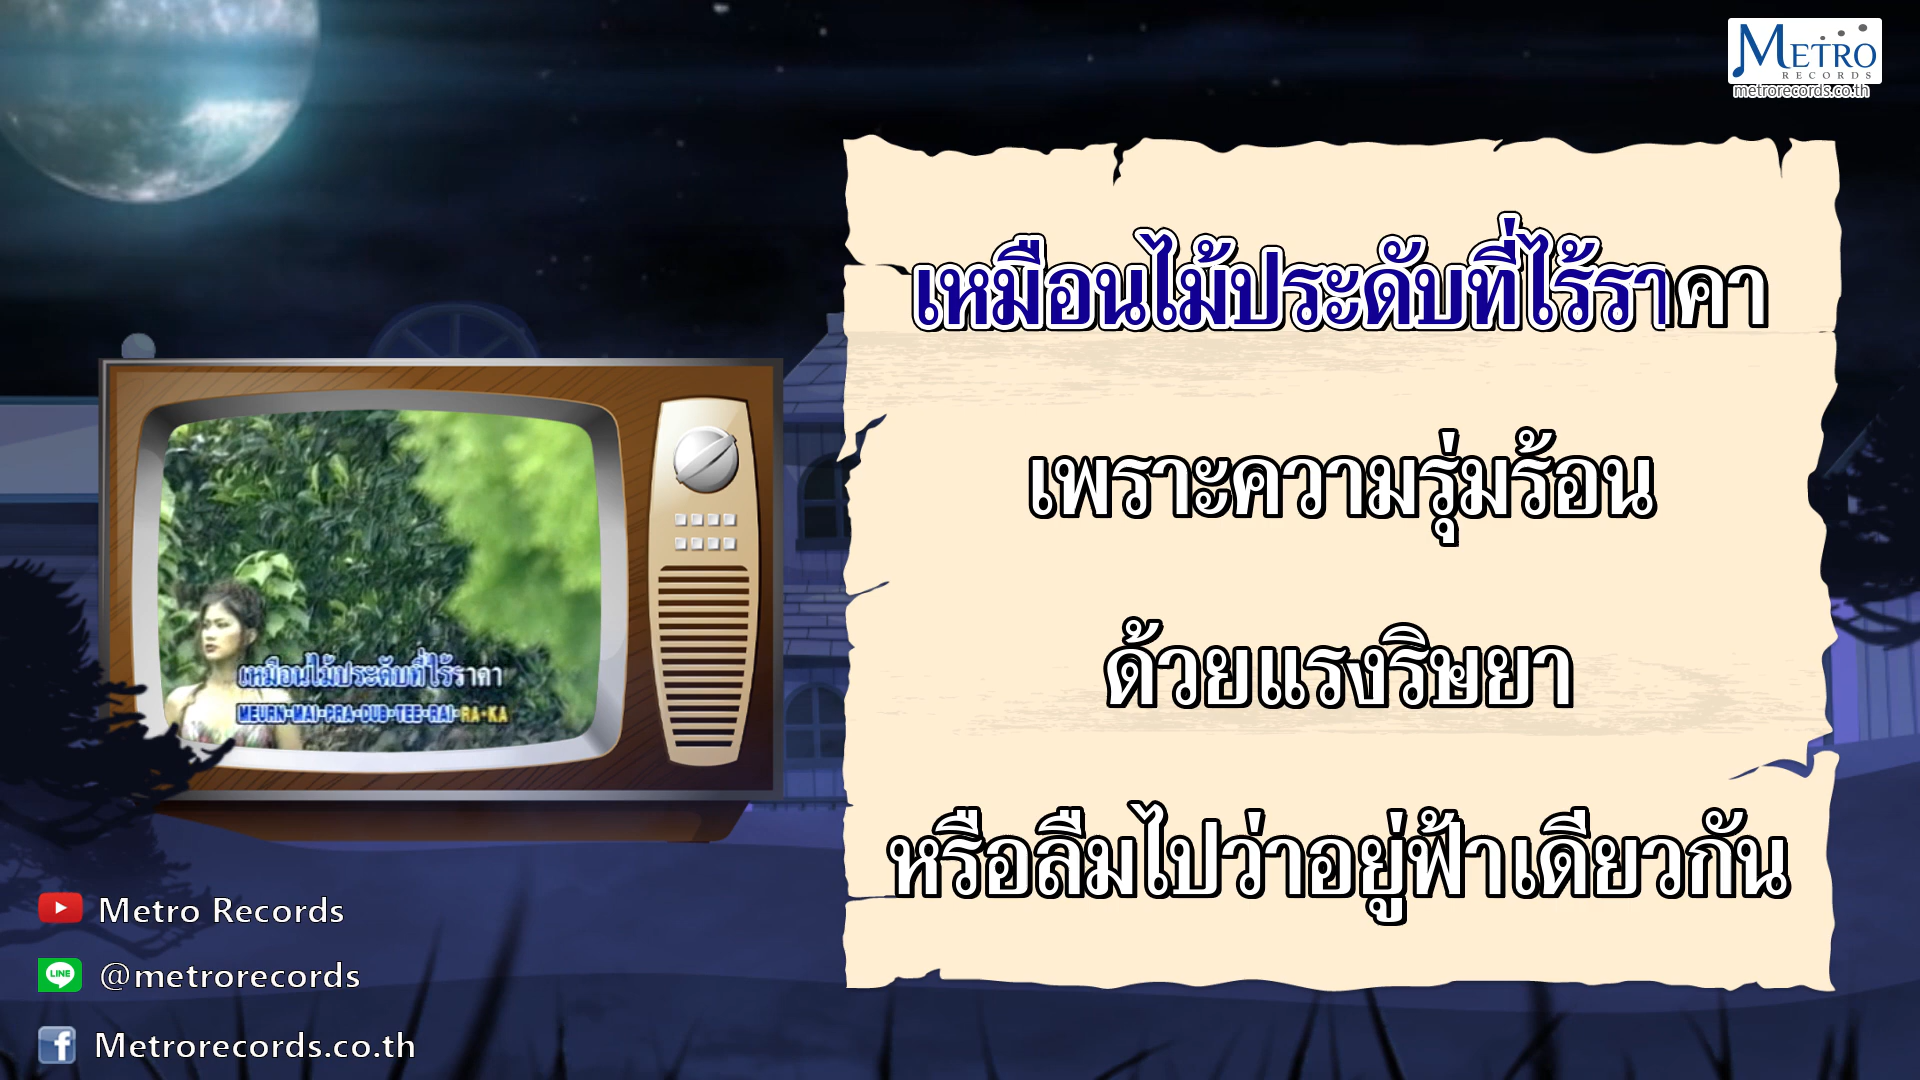 METRO
RECORDS
metrorecords.co.th
เหมือนไม้ประดับที่ไร้ราคา
เพราะความรุ่มร้อน
ด้วยแรงริษยา
หรือลืมไปว่าอยู่ฟ้าเดียวกัน
เหมือนไม้ประดับที่ไร้ราคา
MEURN-MAI-PRA-DUB-TEE-RAI-RA-KA
Metro Records
LINE
@metrorecords
f
Metrorecords.co.th